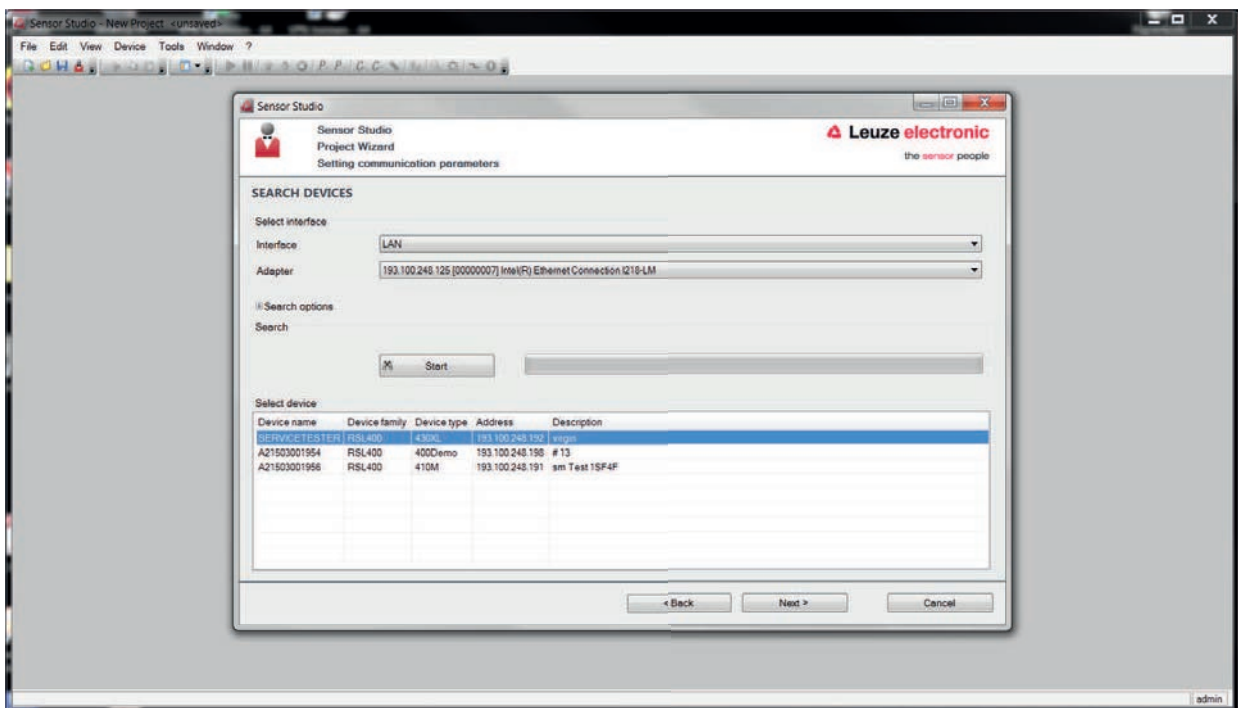 Sensor Studio - New Project <unsaved>
File Edit View Device Tools Window ?
Sensor Studio
Sensor Studio
Project Wizard
Setting communication parameters
Leuze electronic
the sensor people
SEARCH DEVICES
Select interface
Interface LAN
Adapter 193.100.248.125 [00000007] Intel(R) Ethernet Connection I218-LM
Search options
Search
Start
Select device
Device name Device family Device type Address Description
SERVICETESTER RSL400 430XL 193.100.248.192 virgin
A21503001954 RSL400 400Demo 193.100.248.198 # 13
A21503001956 RSL400 410M 193.100.248.191 sm Test 1SF4F
< Back Next > Cancel
admin